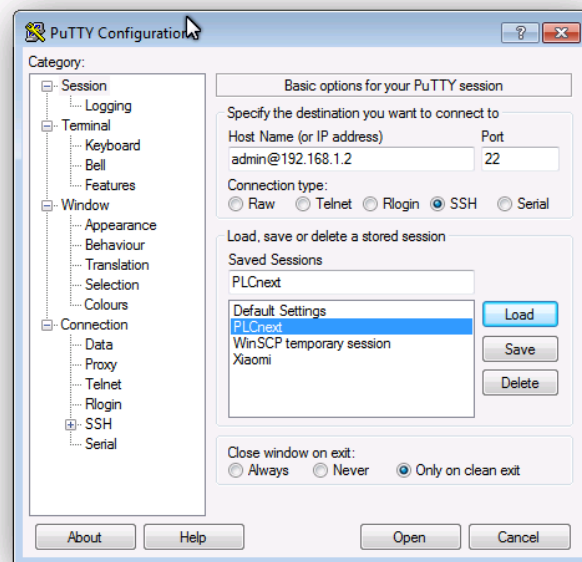 PuTTY Configuration
Category:
Session
Logging
Terminal
Keyboard
Bell
Features
Window
Appearance
Behaviour
Translation
Selection
Colours
Connection
Data
Proxy
Telnet
Rlogin
SSH
Serial
Basic options for your PuTTY session
Specify the destination you want to connect to
Host Name (or IP address) Port
admin@192.168.1.2 22
Connection type:
Raw Telnet Rlogin SSH Serial
Load, save or delete a stored session
Saved Sessions
PLCnext
Default Settings
PLCnext
WinSCP temporary session
Xiaomi
Load
Save
Delete
Close window on exit:
Always Never Only on clean exit
About Help Open Cancel